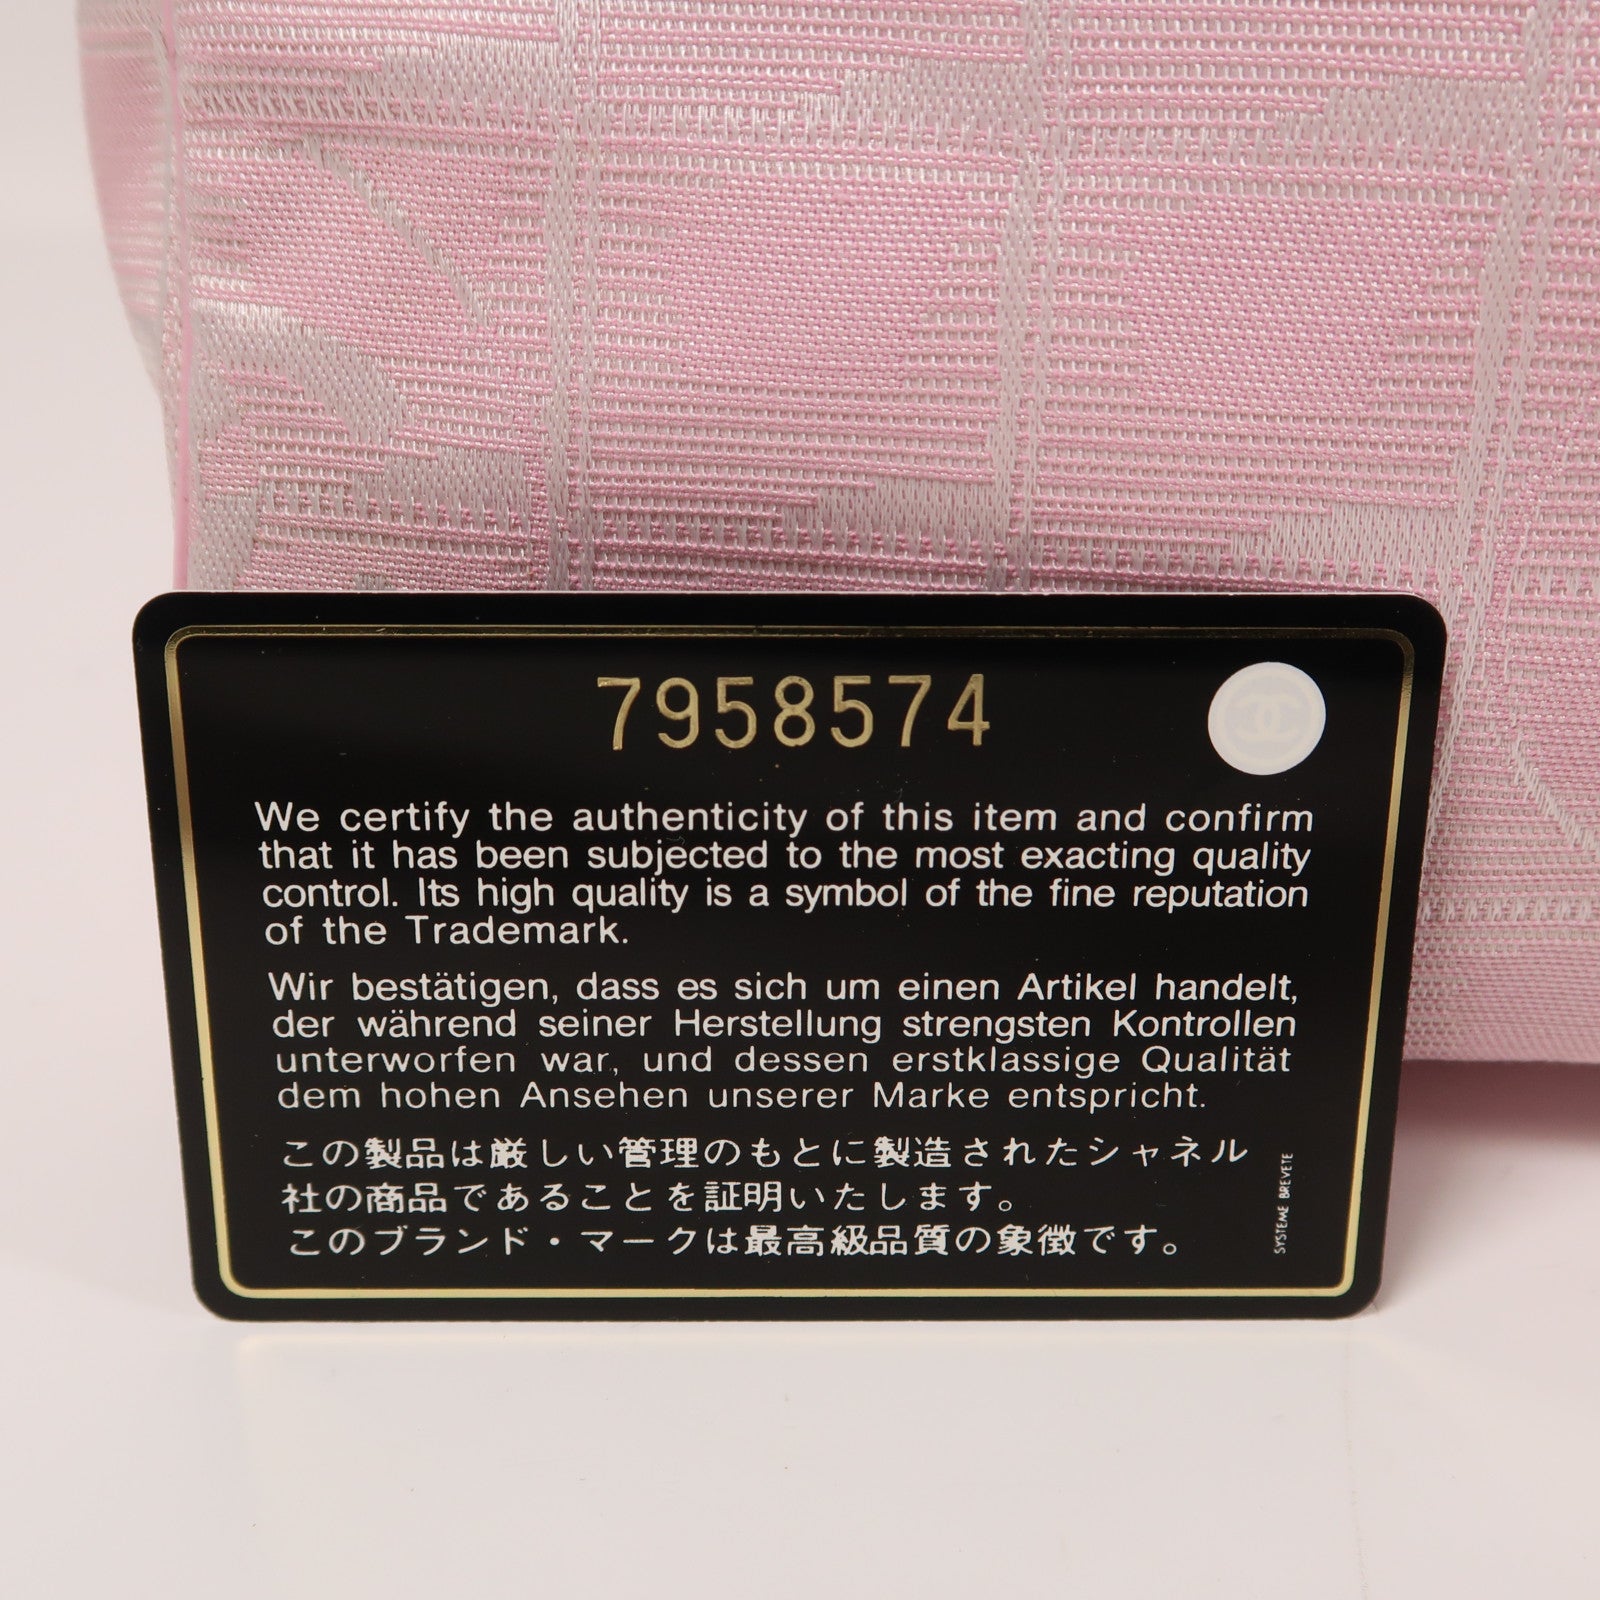 7958574
We certify the authenticity of this item and confirm
that it has been subjected to the most exacting quality
control. Its high quality is a symbol of the fine reputation
of the Trademark.
Wir bestätigen, dass es sich um einen Artikel handelt,
der während seiner Herstellung strengsten Kontrollen
unterworfen war, und dessen erstklassige Qualität
dem hohen Ansehen unserer Marke entspricht.
この製品は厳しい管理のもとに製造されたシャネル
社の商品であることを証明いたします。
このブランド・マークは最高級品質の象徴です。
SYSTEME BREVETE